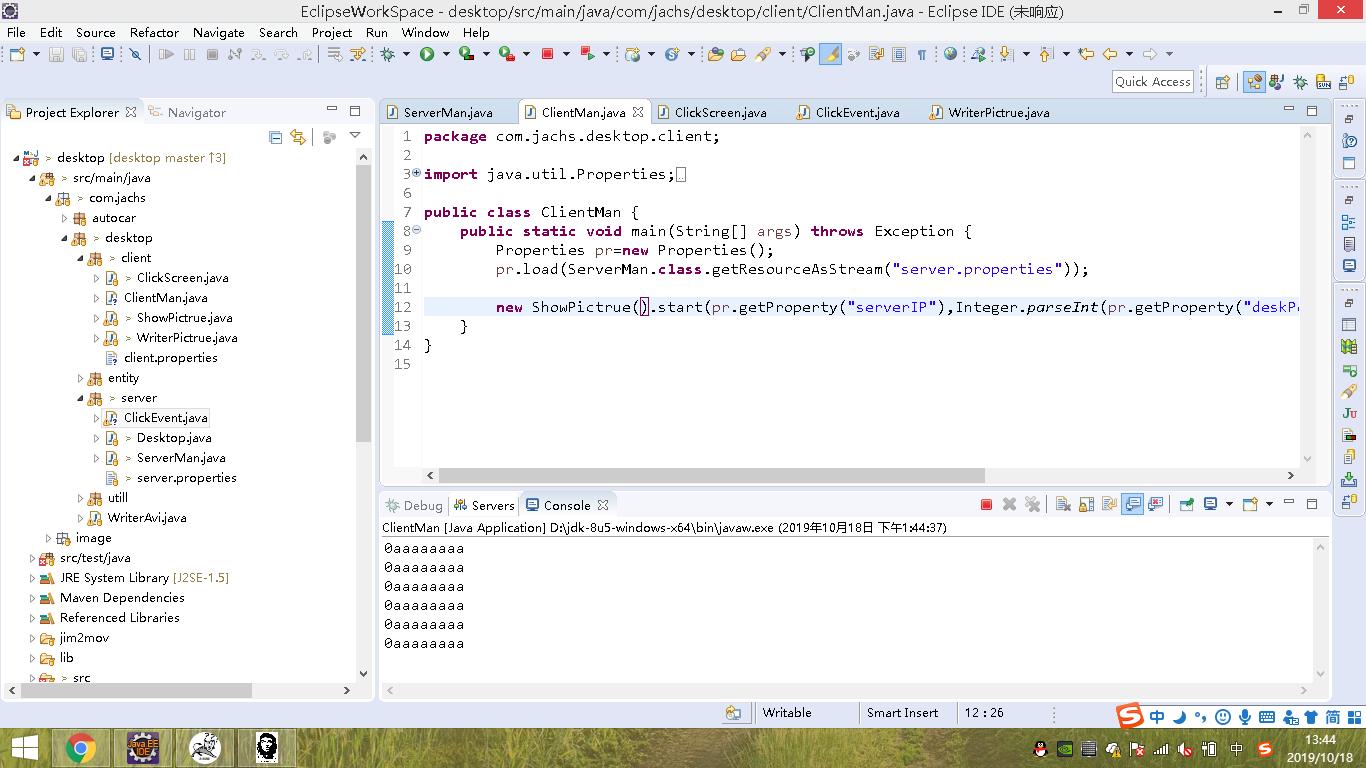 EclipseWorkSpace - desktop/src/main/java/com/jachs/desktop/client/ClientMan.java - Eclipse IDE (未响应)
File Edit Source Refactor Navigate Search Project Run Window Help
Quick Access
Project Explorer Navigator
> desktop [desktop master ↑3]
> src/main/java
> com.jachs
autocar
> desktop
> client
> ClickScreen.java
ClientMan.java
> ShowPictrue.java
> WriterPictrue.java
client.properties
entity
> server
ClickEvent.java
> Desktop.java
> ServerMan.java
> server.properties
utill
WriterAvi.java
image
src/test/java
JRE System Library [J2SE-1.5]
Maven Dependencies
Referenced Libraries
jim2mov
lib
> src
ServerMan.java ClientMan.java ClickScreen.java ClickEvent.java WriterPictrue.java
1 package com.jachs.desktop.client;
2
3 import java.util.Properties;
6
7 public class ClientMan {
8 public static void main(String[] args) throws Exception {
9 Properties pr=new Properties();
10 pr.load(ServerMan.class.getResourceAsStream("server.properties"));
11
12 new ShowPictrue().start(pr.getProperty("serverIP"),Integer.parseInt(pr.getProperty("deskP
13 }
14 }
15
Debug Servers Console
ClientMan [Java Application] D:\jdk-8u5-windows-x64\bin\javaw.exe (2019年10月18日 下午1:44:37)
0aaaaaaaa
0aaaaaaaa
0aaaaaaaa
0aaaaaaaa
0aaaaaaaa
0aaaaaaaa
Writable Smart Insert 12 : 26
中 简
Java EE IDE
中
13:44
2019/10/18